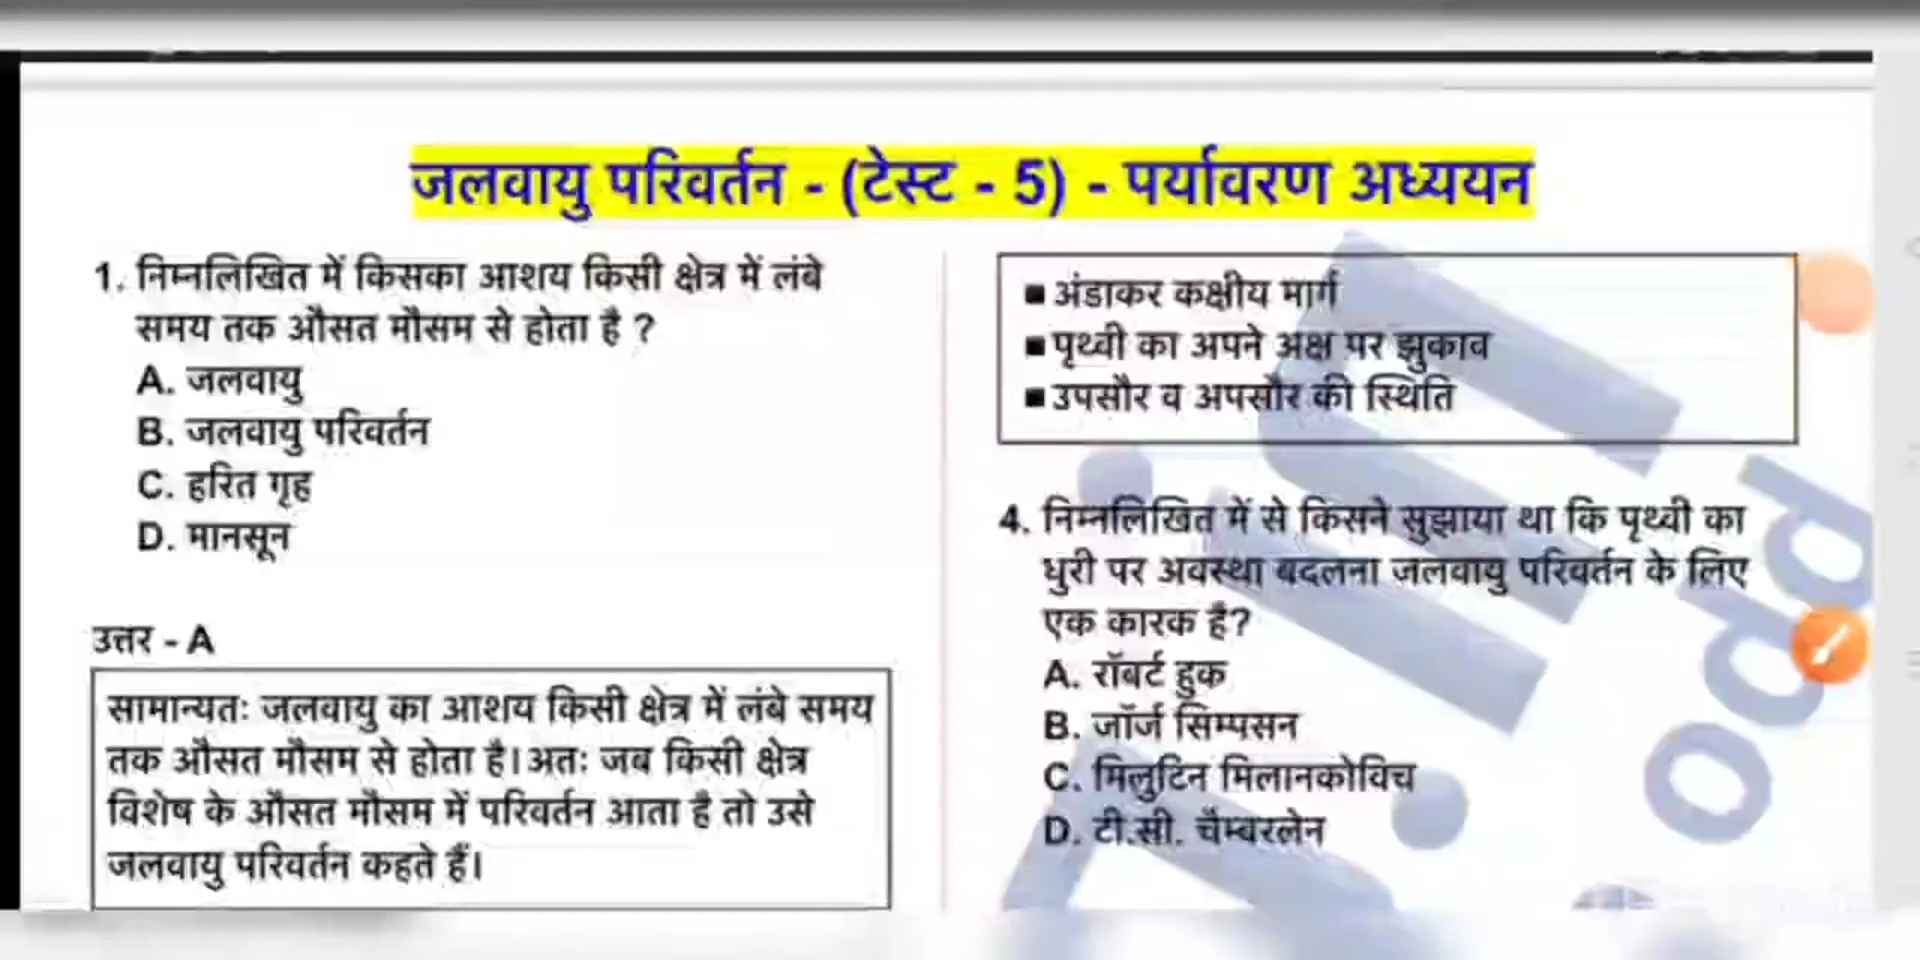 जलवायु परिवर्तन - (टेस्ट - 5) - पर्यावरण अध्ययन
1. निम्नलिखित में किसका आशय किसी क्षेत्र में लंबे
समय तक औसत मौसम से होता है ?
A. जलवायु
B. जलवायु परिवर्तन
C. हरित गृह
D. मानसून
उत्तर - A
सामान्यतः जलवायु का आशय किसी क्षेत्र में लंबे समय
तक औसत मौसम से होता है।अतः जब किसी क्षेत्र
विशेष के औसत मौसम में परिवर्तन आता है तो उसे
जलवायु परिवर्तन कहते हैं।
■ अंडाकर कक्षीय मार्ग
■ पृथ्वी का अपने अक्ष पर झुकाव
■ उपसौर व अपसौर की स्थिति
4. निम्नलिखित में से किसने सुझाया था कि पृथ्वी का
धुरी पर अवस्था बदलना जलवायु परिवर्तन के लिए
एक कारक है?
A. रॉबर्ट हुक
B. जॉर्ज सिम्पसन
C. मिलुटिन मिलानकोविच
D. टी.सी. चैम्बरलेन